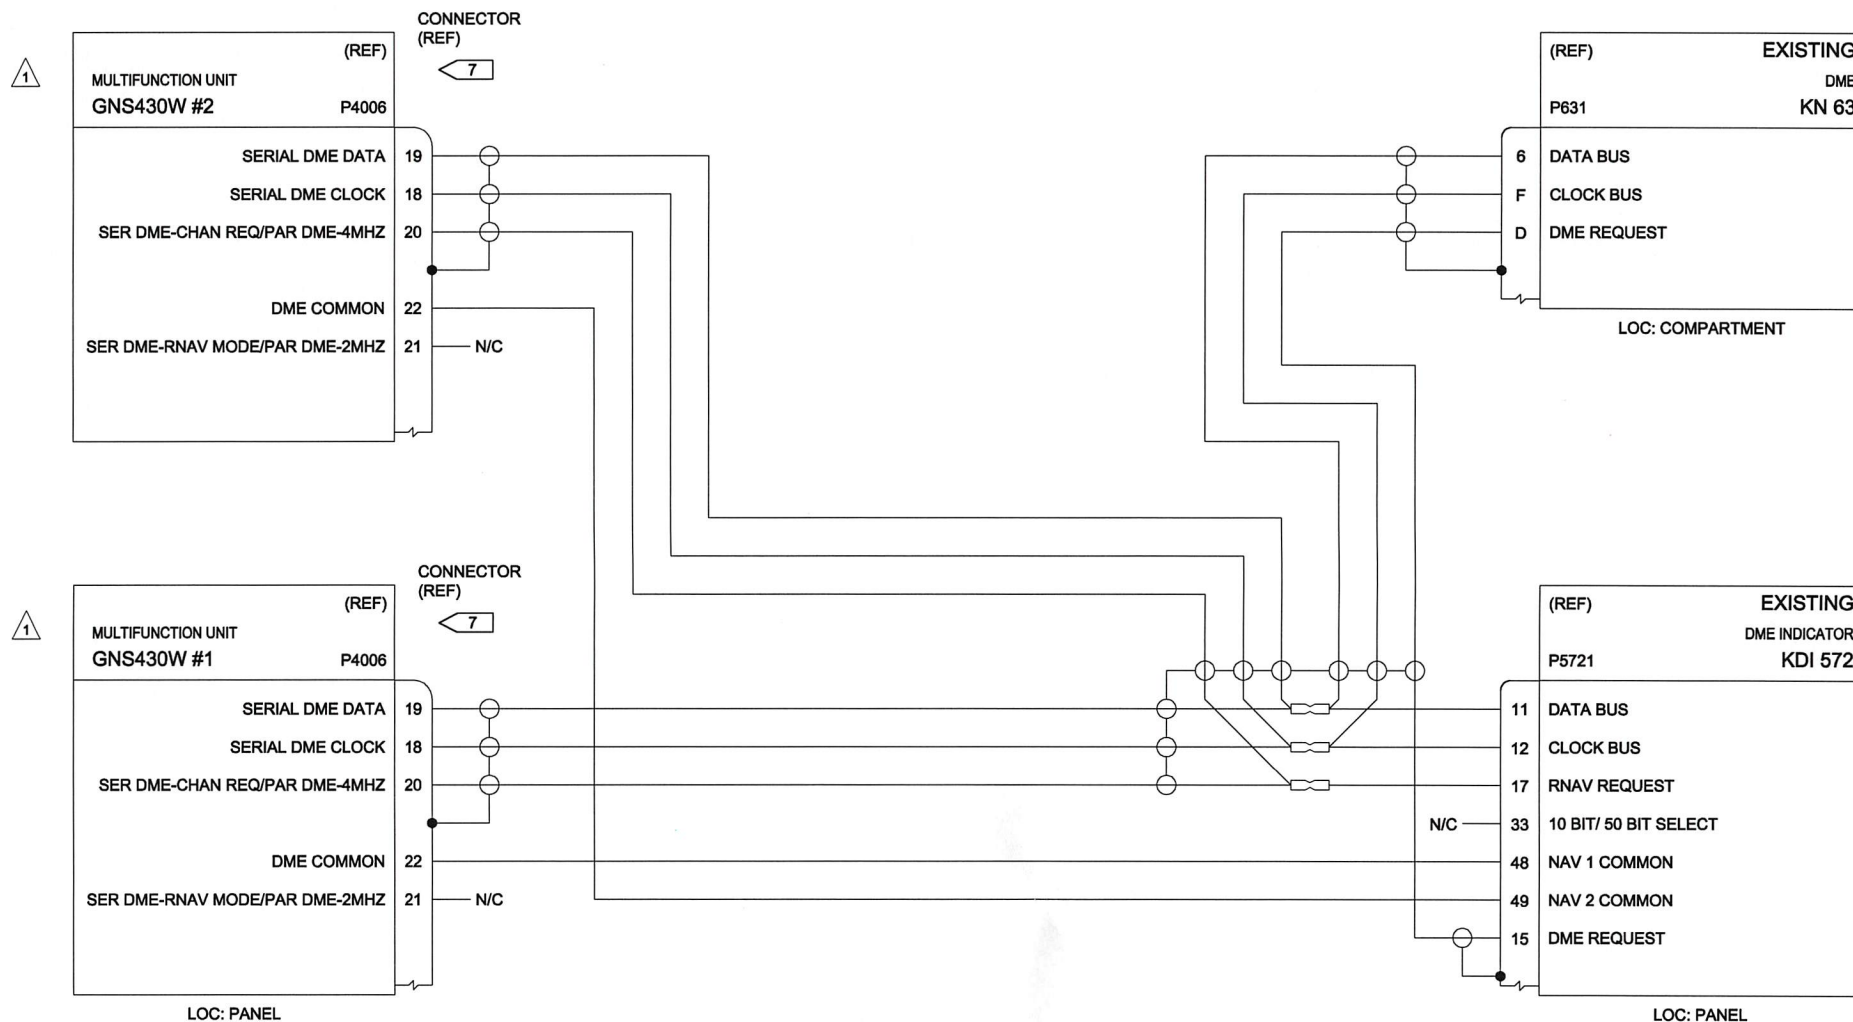 CONNECTOR
(REF)
7
1
(REF)
MULTIFUNCTION UNIT
GNS430W #2 P4006
SERIAL DME DATA 19
SERIAL DME CLOCK 18
SER DME-CHAN REQ/PAR DME-4MHZ 20
DME COMMON 22
SER DME-RNAV MODE/PAR DME-2MHZ 21 N/C
(REF) EXISTING
DME
P631 KN 63
6 DATA BUS
F CLOCK BUS
D DME REQUEST
LOC: COMPARTMENT
CONNECTOR
(REF)
7
1
(REF)
MULTIFUNCTION UNIT
GNS430W #1 P4006
SERIAL DME DATA 19
SERIAL DME CLOCK 18
SER DME-CHAN REQ/PAR DME-4MHZ 20
DME COMMON 22
SER DME-RNAV MODE/PAR DME-2MHZ 21 N/C
LOC: PANEL
(REF) EXISTING
DME INDICATOR
P5721 KDI 572
11 DATA BUS
12 CLOCK BUS
17 RNAV REQUEST
N/C 33 10 BIT/ 50 BIT SELECT
48 NAV 1 COMMON
49 NAV 2 COMMON
15 DME REQUEST
LOC: PANEL